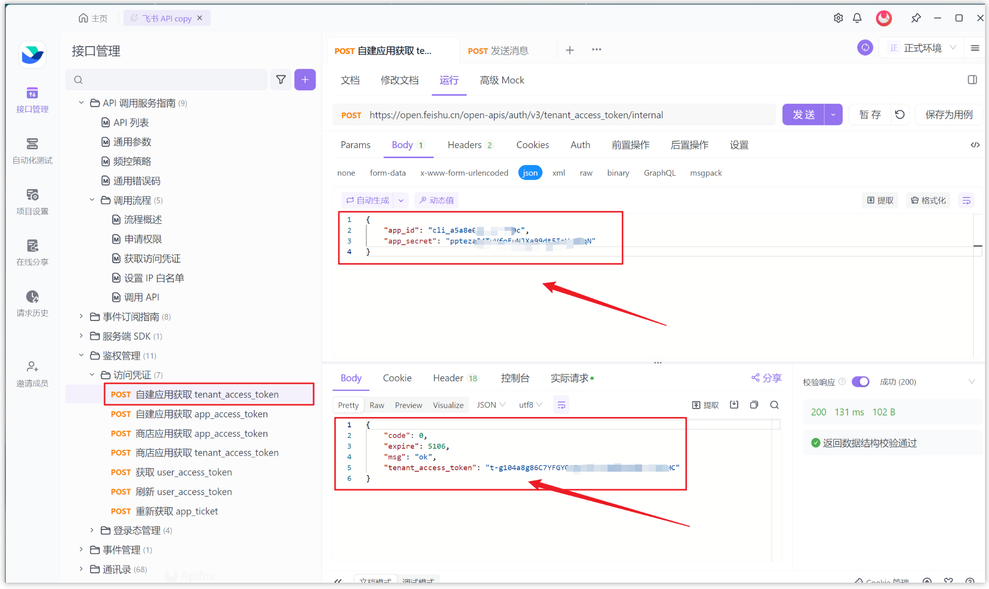 主页
飞书 API copy
接口管理
自动化测试
项目设置
在线分享
请求历史
邀请成员
接口管理
API 调用服务指南 (9)
API 列表
通用参数
频控策略
通用错误码
调用流程 (5)
流程概述
申请权限
获取访问凭证
设置 IP 白名单
调用 API
事件订阅指南 (8)
服务端 SDK (1)
鉴权管理 (11)
访问凭证 (7)
POST 自建应用获取 tenant_access_token
POST 自建应用获取 app_access_token
POST 商店应用获取 app_access_token
POST 商店应用获取 tenant_access_token
POST 获取 user_access_token
POST 刷新 user_access_token
POST 重新获取 app_ticket
登录态管理 (4)
事件管理 (1)
通讯录 (68)
POST 自建应用获取 te...
POST 发送消息
正 正式环境
文档 修改文档 运行 高级 Mock
POST https://open.feishu.cn/open-apis/auth/v3/tenant_access_token/internal
发 送 暂 存 保存为用例
Params Body 1 Headers 2 Cookies Auth 前置操作 后置操作 设置
none form-data x-www-form-urlencoded json xml raw binary GraphQL msgpack
自动生成 动态值 提取 格式化
1 {
2 "app_id": "cli_a5a8e
3 "app_secret": "pptez
4 }
Body Cookie Header 18 控制台 实际请求 分享
Pretty Raw Preview Visualize JSON utf8 提取
1 {
2 "code": 0,
3 "expire": 5106,
4 "msg": "ok",
5 "tenant_access_token": "t-g104a8g86C7YFGY
6 }
校验响应 成功 (200)
200 131 ms 102 B
返回数据结构校验通过
文档模式 调试模式
Cookie 管理